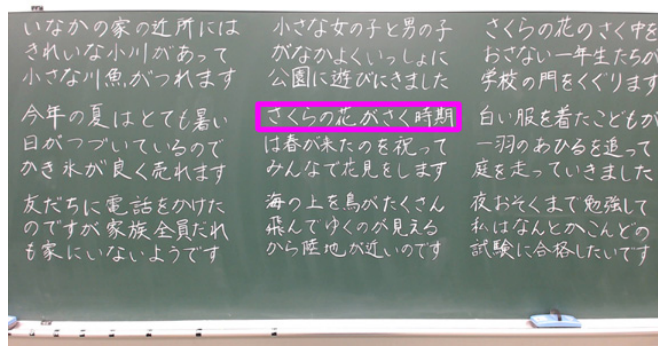 いなかの家の近所には
きれいな小川があって
小さな川魚がつれます
今年の夏はとても暑い
日がつづいているので
かき氷が良く売れます
友だちに電話をかけた
のですが家族全員だれ
も家にいないようです
小さな女の子と男の子
がなかよくいっしょに
公園に遊びにきました
さくらの花がさく時期
は春が来たのを祝って
みんなで花見をします
海の上を鳥がたくさん
飛んでゆくのが見える
から陸地が近いのです
さくらの花のさく中を
おさない一年生たちが
学校の門をくぐります
白い服を着たこどもが
一羽のあひるを追って
庭を走っていきました
夜おそくまで勉強して
私はなんとかこんどの
試験に合格したいです